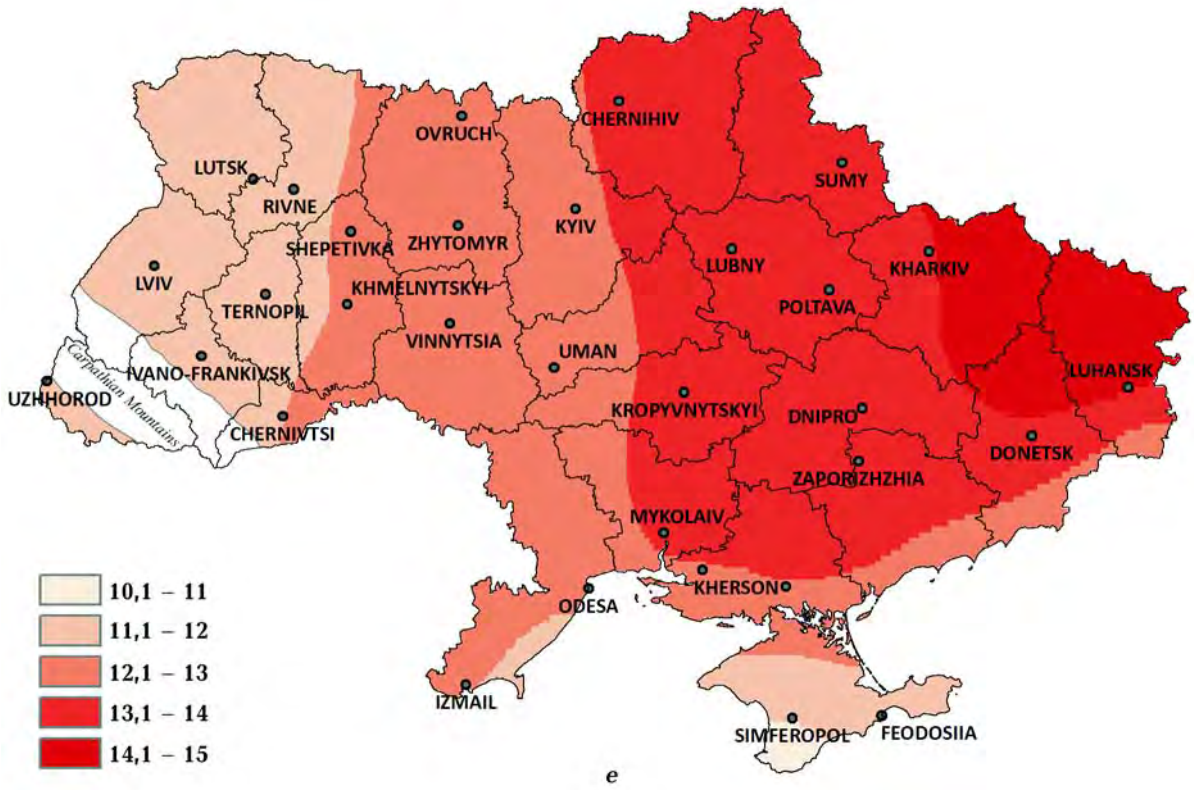 CHERNIHIV
OVRUCH
LUTSK
SUMY
RIVNE
KYIV
SHEPETIVKA
ZHYTOMYR
LUBNY
KHARKIV
LVIV
KHMELNYTSKYI
TERNOPIL
POLTAVA
VINNYTSIA
UMAN
Carpathian Mountains
IVANO-FRANKIVSK
LUHANSK
UZHHOROD
KROPYVNYTSKYI
DNIPRO
CHERNIVTSI
DONETSK
ZAPORIZHZHIA
MYKOLAIV
KHERSON
ODESA
IZMAIL
SIMFEROPOL
FEODOSIIA
10,1 – 11
11,1 – 12
12,1 – 13
13,1 – 14
14,1 – 15
e